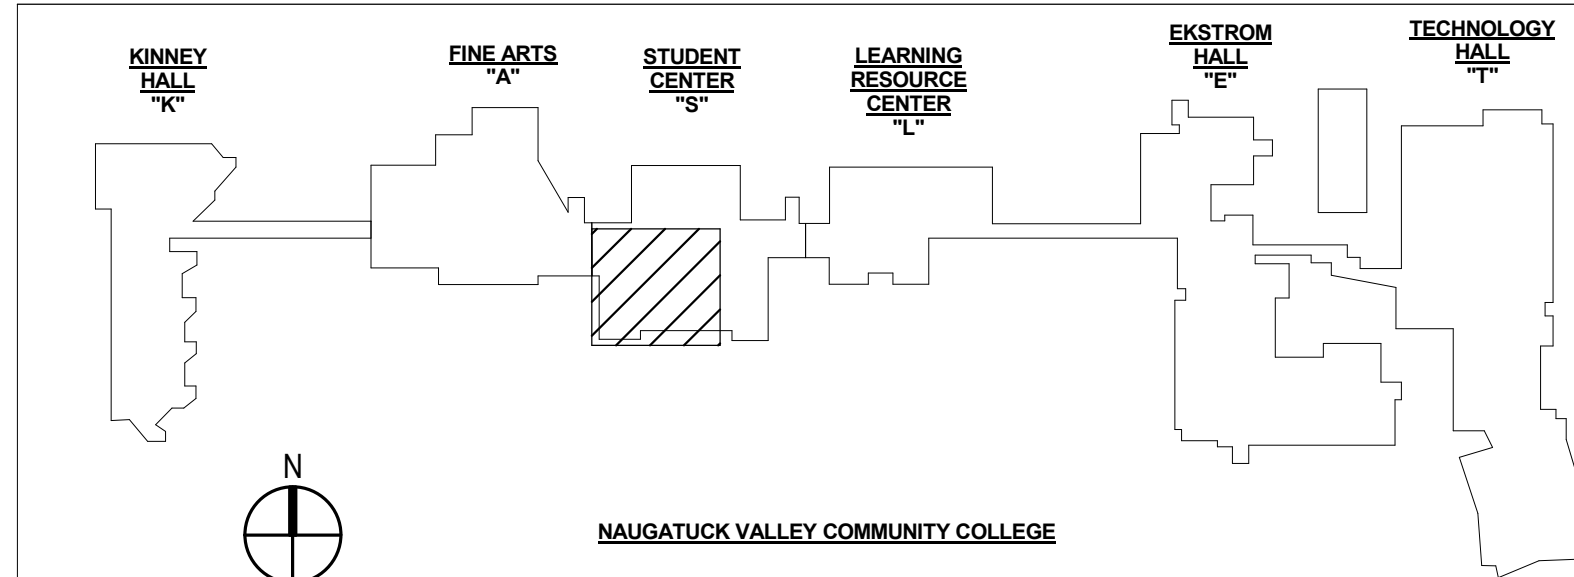 KINNEY
HALL
"K"
FINE ARTS
"A"
STUDENT
CENTER
"S"
LEARNING
RESOURCE
CENTER
"L"
EKSTROM
HALL
"E"
TECHNOLOGY
HALL
"T"
N
NAUGATUCK VALLEY COMMUNITY COLLEGE